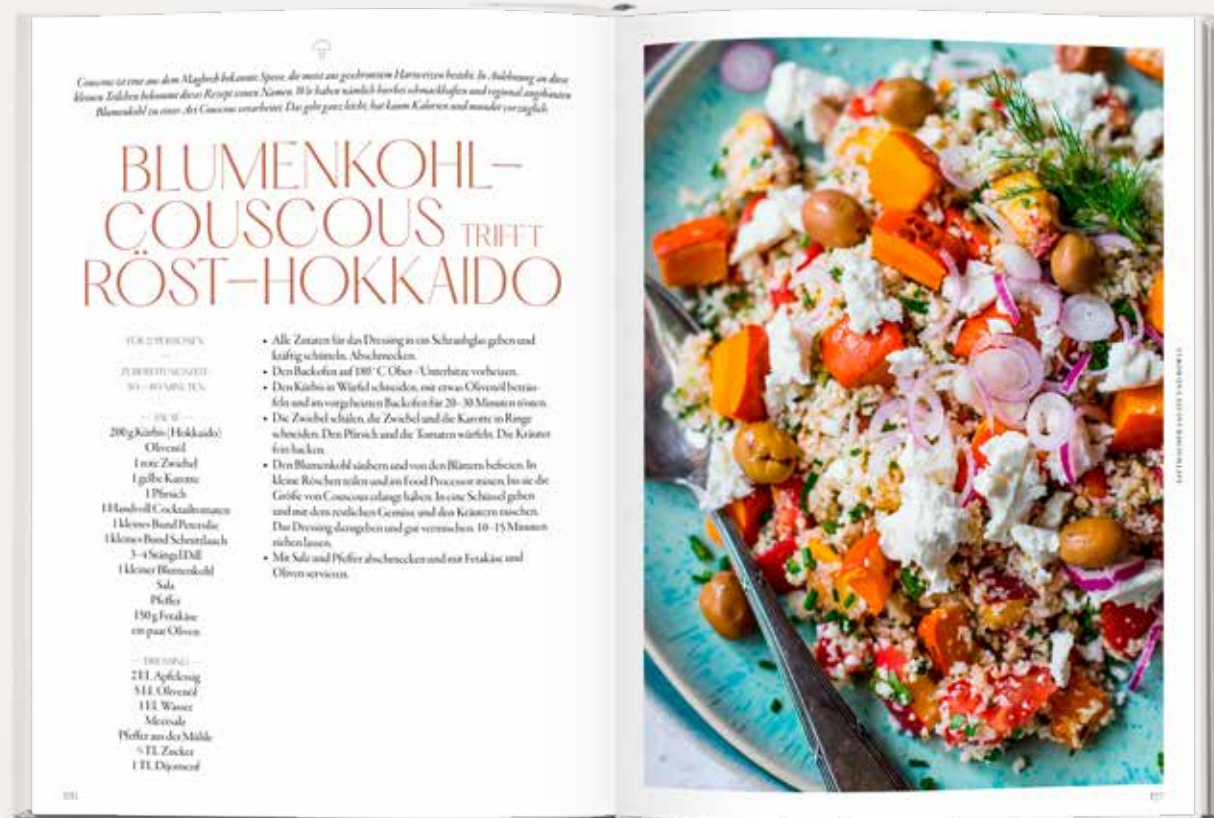 Couscous ist eine aus dem Maghreb bekannte Speise, die meist aus geschrotetem Hartweizen besteht. In Anlehnung an diese
kleinen Teilchen bekommt dieses Rezept seinen Namen. Wir haben nämlich hierfür schmackhaften und regional angebauten
Blumenkohl zu einer Art Couscous verarbeitet. Das geht ganz leicht, hat kaum Kalorien und mundet vorzüglich.
BLUMENKOHL-
COUSCOUS TRIFFT
RÖST-HOKKAIDO
FÜR 2 PERSONEN
ZUBEREITUNGSZEIT
30–40 MINUTEN
200 g Kürbis (Hokkaido)
Olivenöl
1 rote Zwiebel
1 gelbe Karotte
1 Pfirsich
1 Handvoll Cocktailtomaten
1 kleines Bund Petersilie
1 kleines Bund Schnittlauch
3–4 Stängel Dill
1 kleiner Blumenkohl
Salz
Pfeffer
150 g Fetakäse
ein paar Oliven
DRESSING
2 EL Apfelessig
5 EL Olivenöl
1 EL Wasser
Meersalz
Pfeffer aus der Mühle
TL Zucker
1 TL Dijonsenf
• Alle Zutaten für das Dressing in ein Schraubglas geben und
kräftig schütteln. Abschmecken.
• Den Backofen auf 180 °C Ober-/Unterhitze vorheizen.
• Den Kürbis in Würfel schneiden, mit etwas Olivenöl beträu-
feln und im vorgeheizten Backofen für 20–30 Minuten rösten.
• Die Zwiebel schälen, die Zwiebel und die Karotte in Ringe
schneiden. Den Pfirsich und die Tomaten würfeln. Die Kräuter
fein hacken.
• Den Blumenkohl säubern und von den Blättern befreien. In
kleine Röschen teilen und im Food Processor mixen, bis sie die
Größe von Couscous erlangt haben. In eine Schüssel geben
und mit dem restlichen Gemüse und den Kräutern mischen.
Das Dressing dazugeben und gut vermischen. 10–15 Minuten
ziehen lassen.
• Mit Salz und Pfeffer abschmecken und mit Fetakäse und
Oliven servieren.